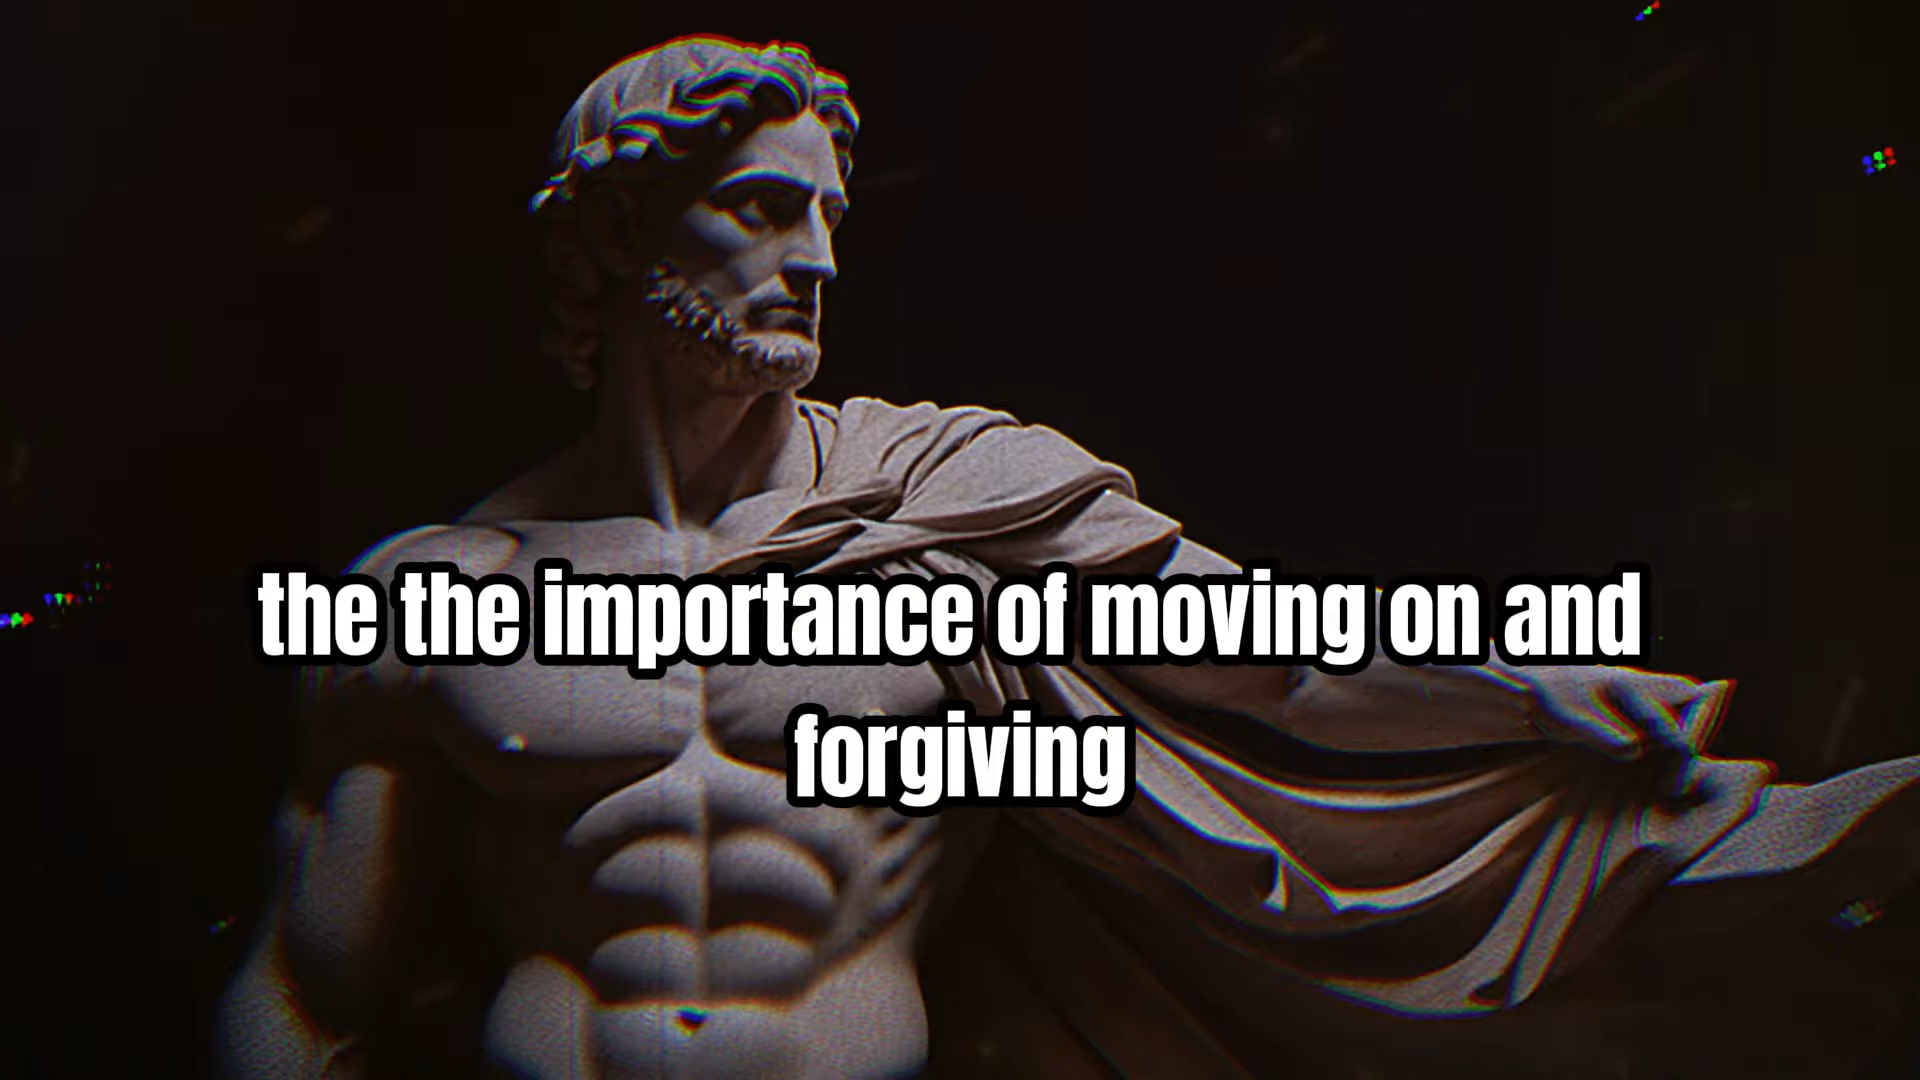 the the importance of moving on and
forgiving